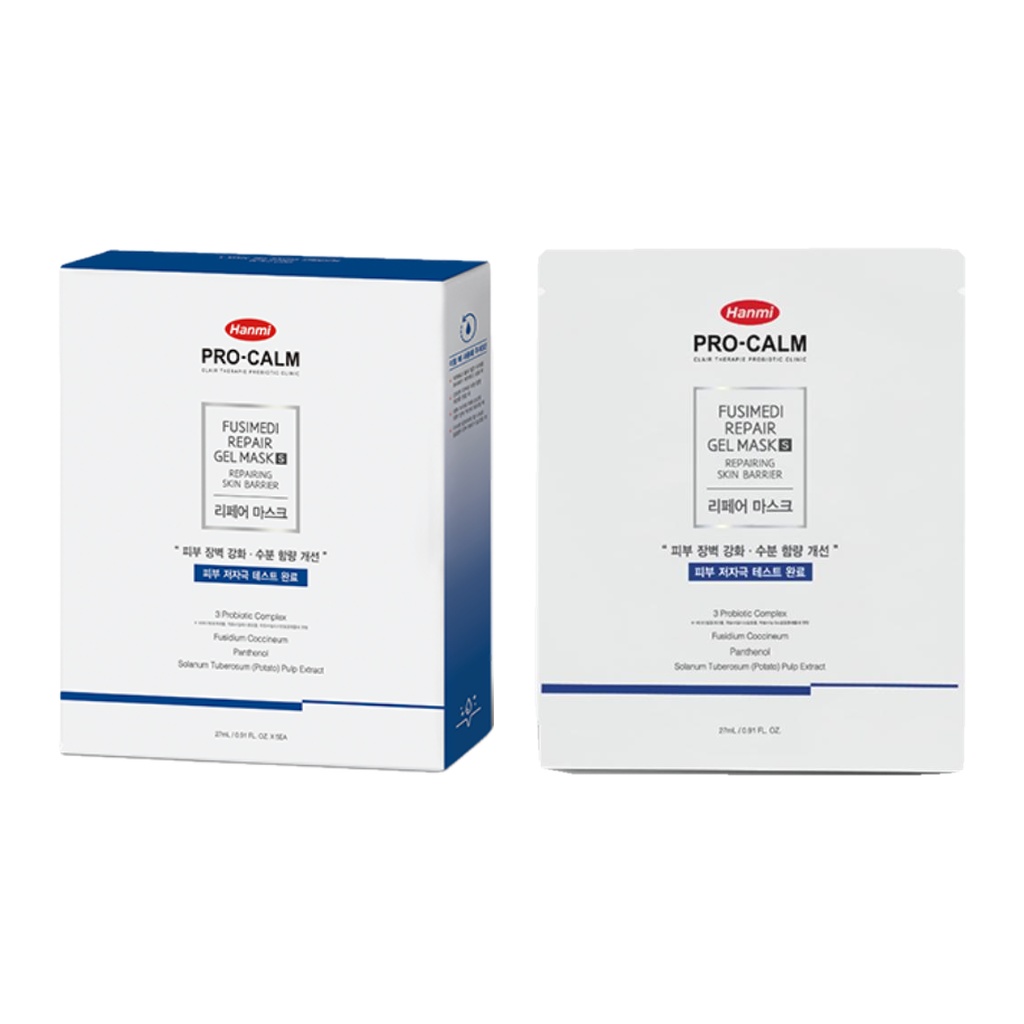 Hanmi
PRO-CALM
CLAIR THERAPIE PROBIOTIC CLINIC
FUSIMEDI
REPAIR
GEL MASK S
REPAIRING
SKIN BARRIER
리페어 마스크
" 피부 장벽 강화 · 수분 함량 개선 "
피부 저자극 테스트 완료
3 Probiotic Complex
Fusidium Coccineum
Panthenol
Solanum Tuberosum (Potato) Pulp Extract
27mL / 0.91 FL. OZ. X 5EA
Hanmi
PRO-CALM
CLAIR THERAPIE PROBIOTIC CLINIC
FUSIMEDI
REPAIR
GEL MASK S
REPAIRING
SKIN BARRIER
리페어 마스크
" 피부 장벽 강화 · 수분 함량 개선 "
피부 저자극 테스트 완료
3 Probiotic Complex
Fusidium Coccineum
Panthenol
Solanum Tuberosum (Potato) Pulp Extract
27mL / 0.91 FL. OZ.